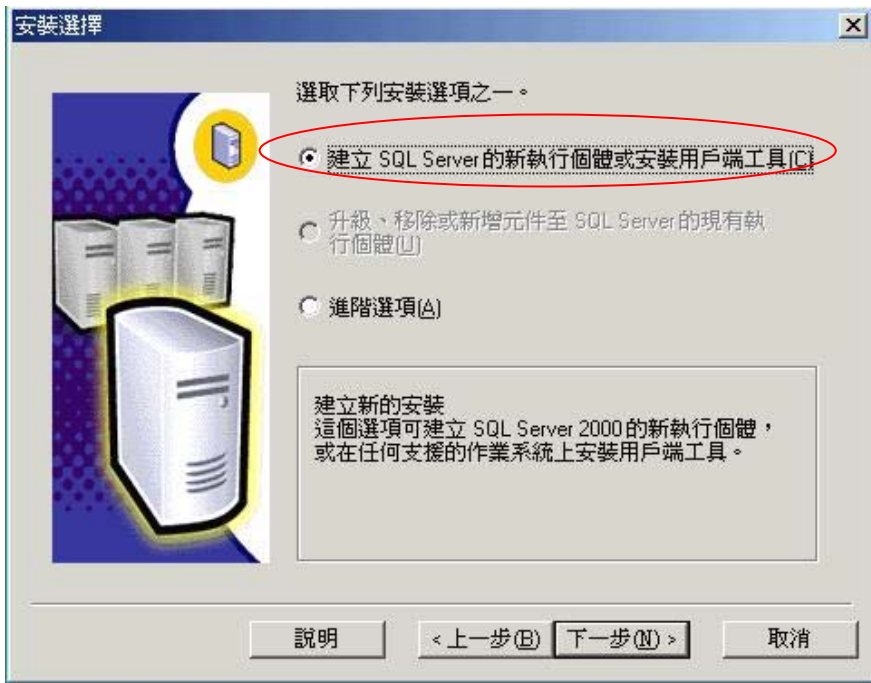 安裝選擇
選取下列安裝選項之一。
建立 SQL Server 的新執行個體或安裝用戶端工具(C)
升級、移除或新增元件至 SQL Server 的現有執
行個體(U)
進階選項(A)
建立新的安裝
這個選項可建立 SQL Server 2000 的新執行個體，
或在任何支援的作業系統上安裝用戶端工具。
說明
< 上一步(B)
下一步(N) >
取消